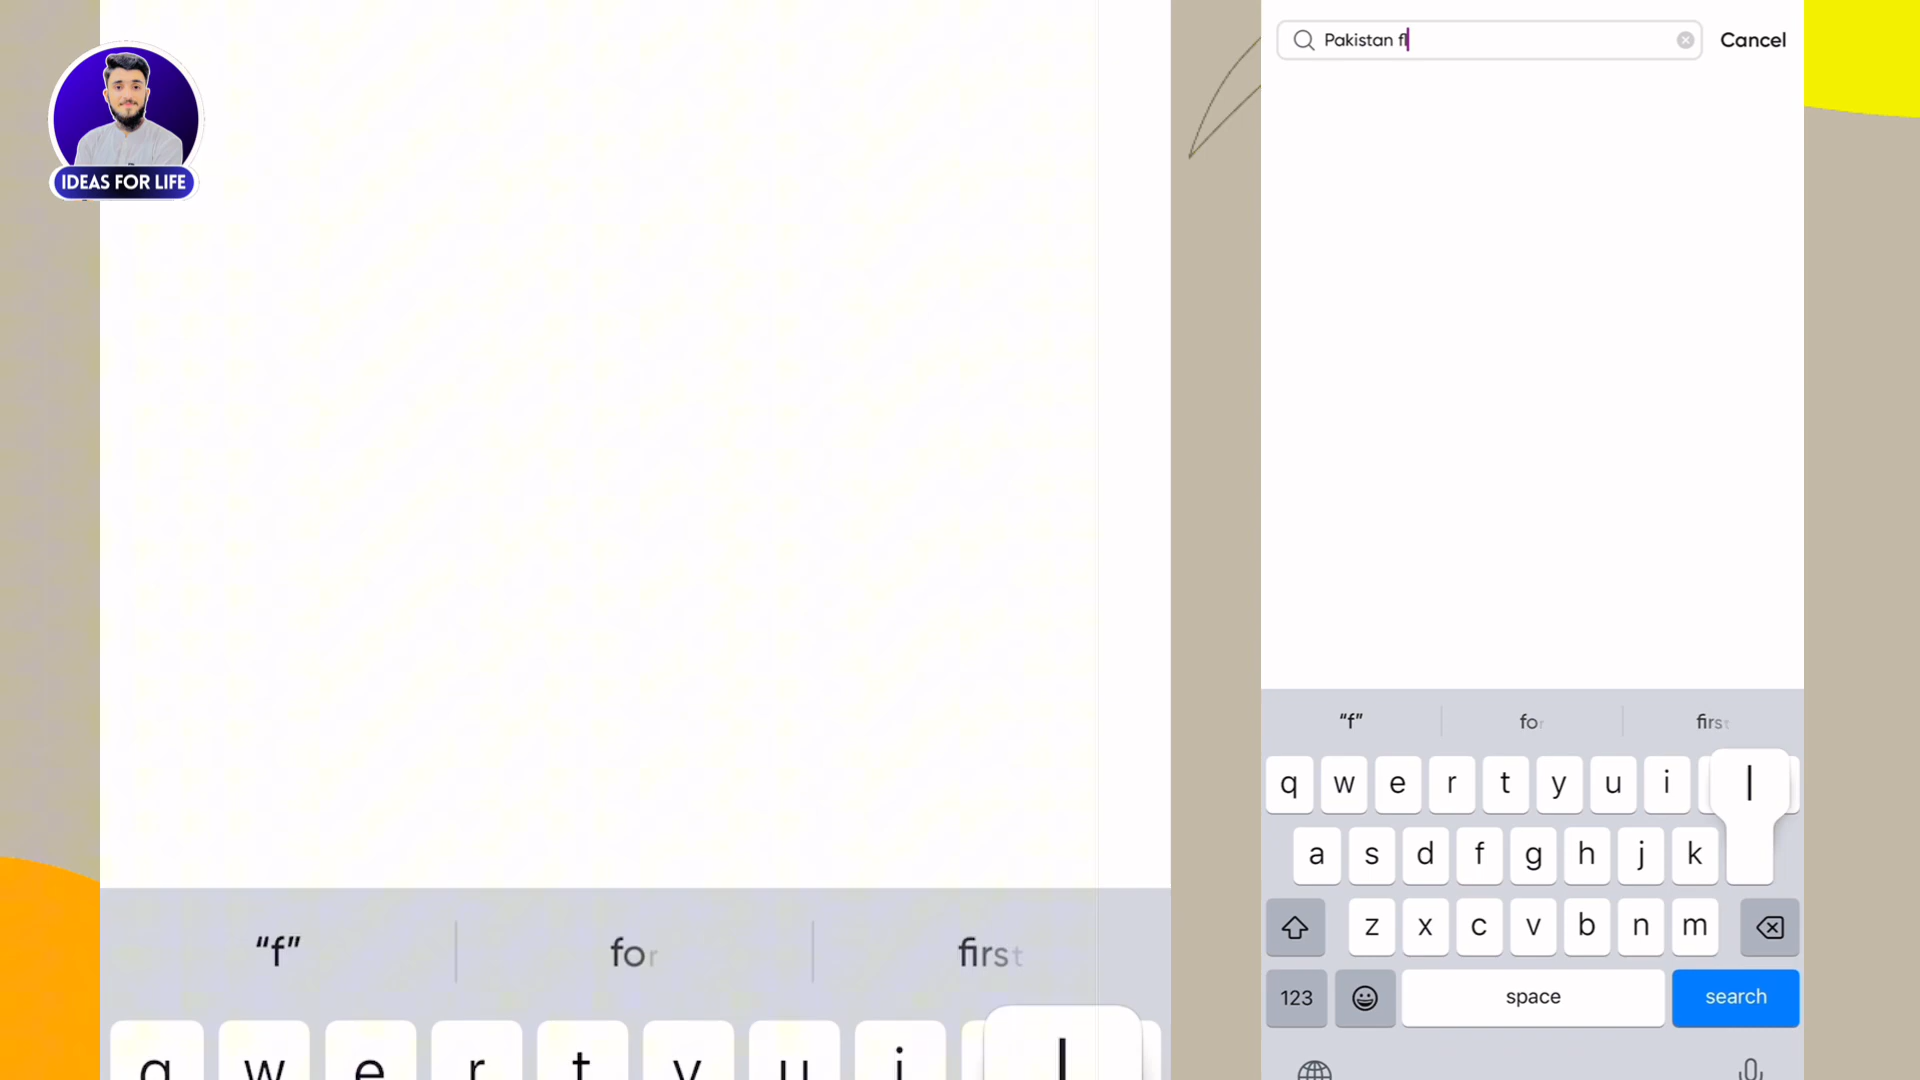 IDEAS FOR LIFE
“f” for first
q w e r t y u i l
Pakistan fl
Cancel
“f” for first
q w e r t y u i l
a s d f g h j k
z x c v b n m
123 space search